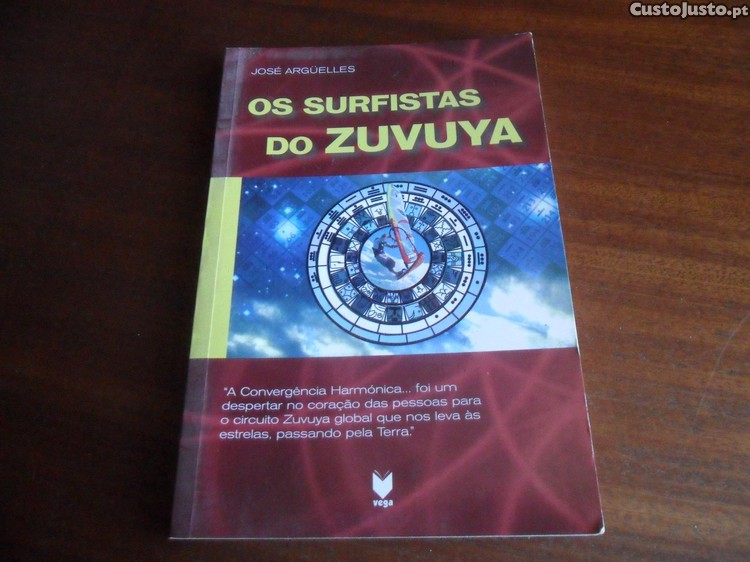 CustoJusto.pt
JOSÉ ARGÜELLES
OS SURFISTAS
DO ZUVUYA
"A Convergência Harmónica... foi um
despertar no coração das pessoas para
o circuito Zuvuya global que nos leva às
estrelas, passando pela Terra."
vega